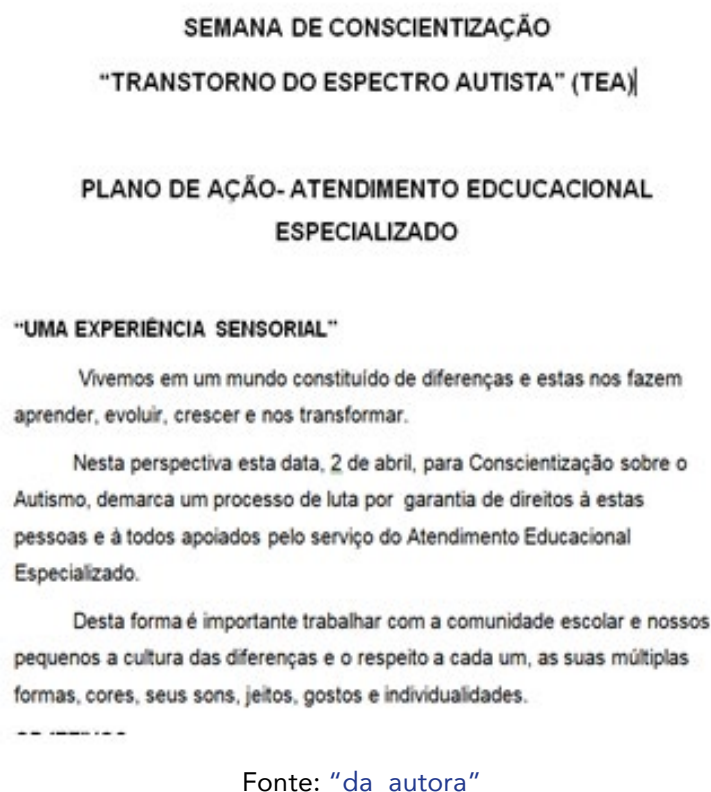 SEMANA DE CONSCIENTIZAÇÃO
“TRANSTORNO DO ESPECTRO AUTISTA” (TEA)
PLANO DE AÇÃO- ATENDIMENTO EDCUCACIONAL
ESPECIALIZADO
“UMA EXPERIÊNCIA SENSORIAL”
Vivemos em um mundo constituído de diferenças e estas nos fazem
aprender, evoluir, crescer e nos transformar.
Nesta perspectiva esta data, 2 de abril, para Conscientização sobre o
Autismo, demarca um processo de luta por garantia de direitos à estas
pessoas e à todos apoiados pelo serviço do Atendimento Educacional
Especializado.
Desta forma é importante trabalhar com a comunidade escolar e nossos
pequenos a cultura das diferenças e o respeito a cada um, as suas múltiplas
formas, cores, seus sons, jeitos, gostos e individualidades.
Fonte: “da autora”